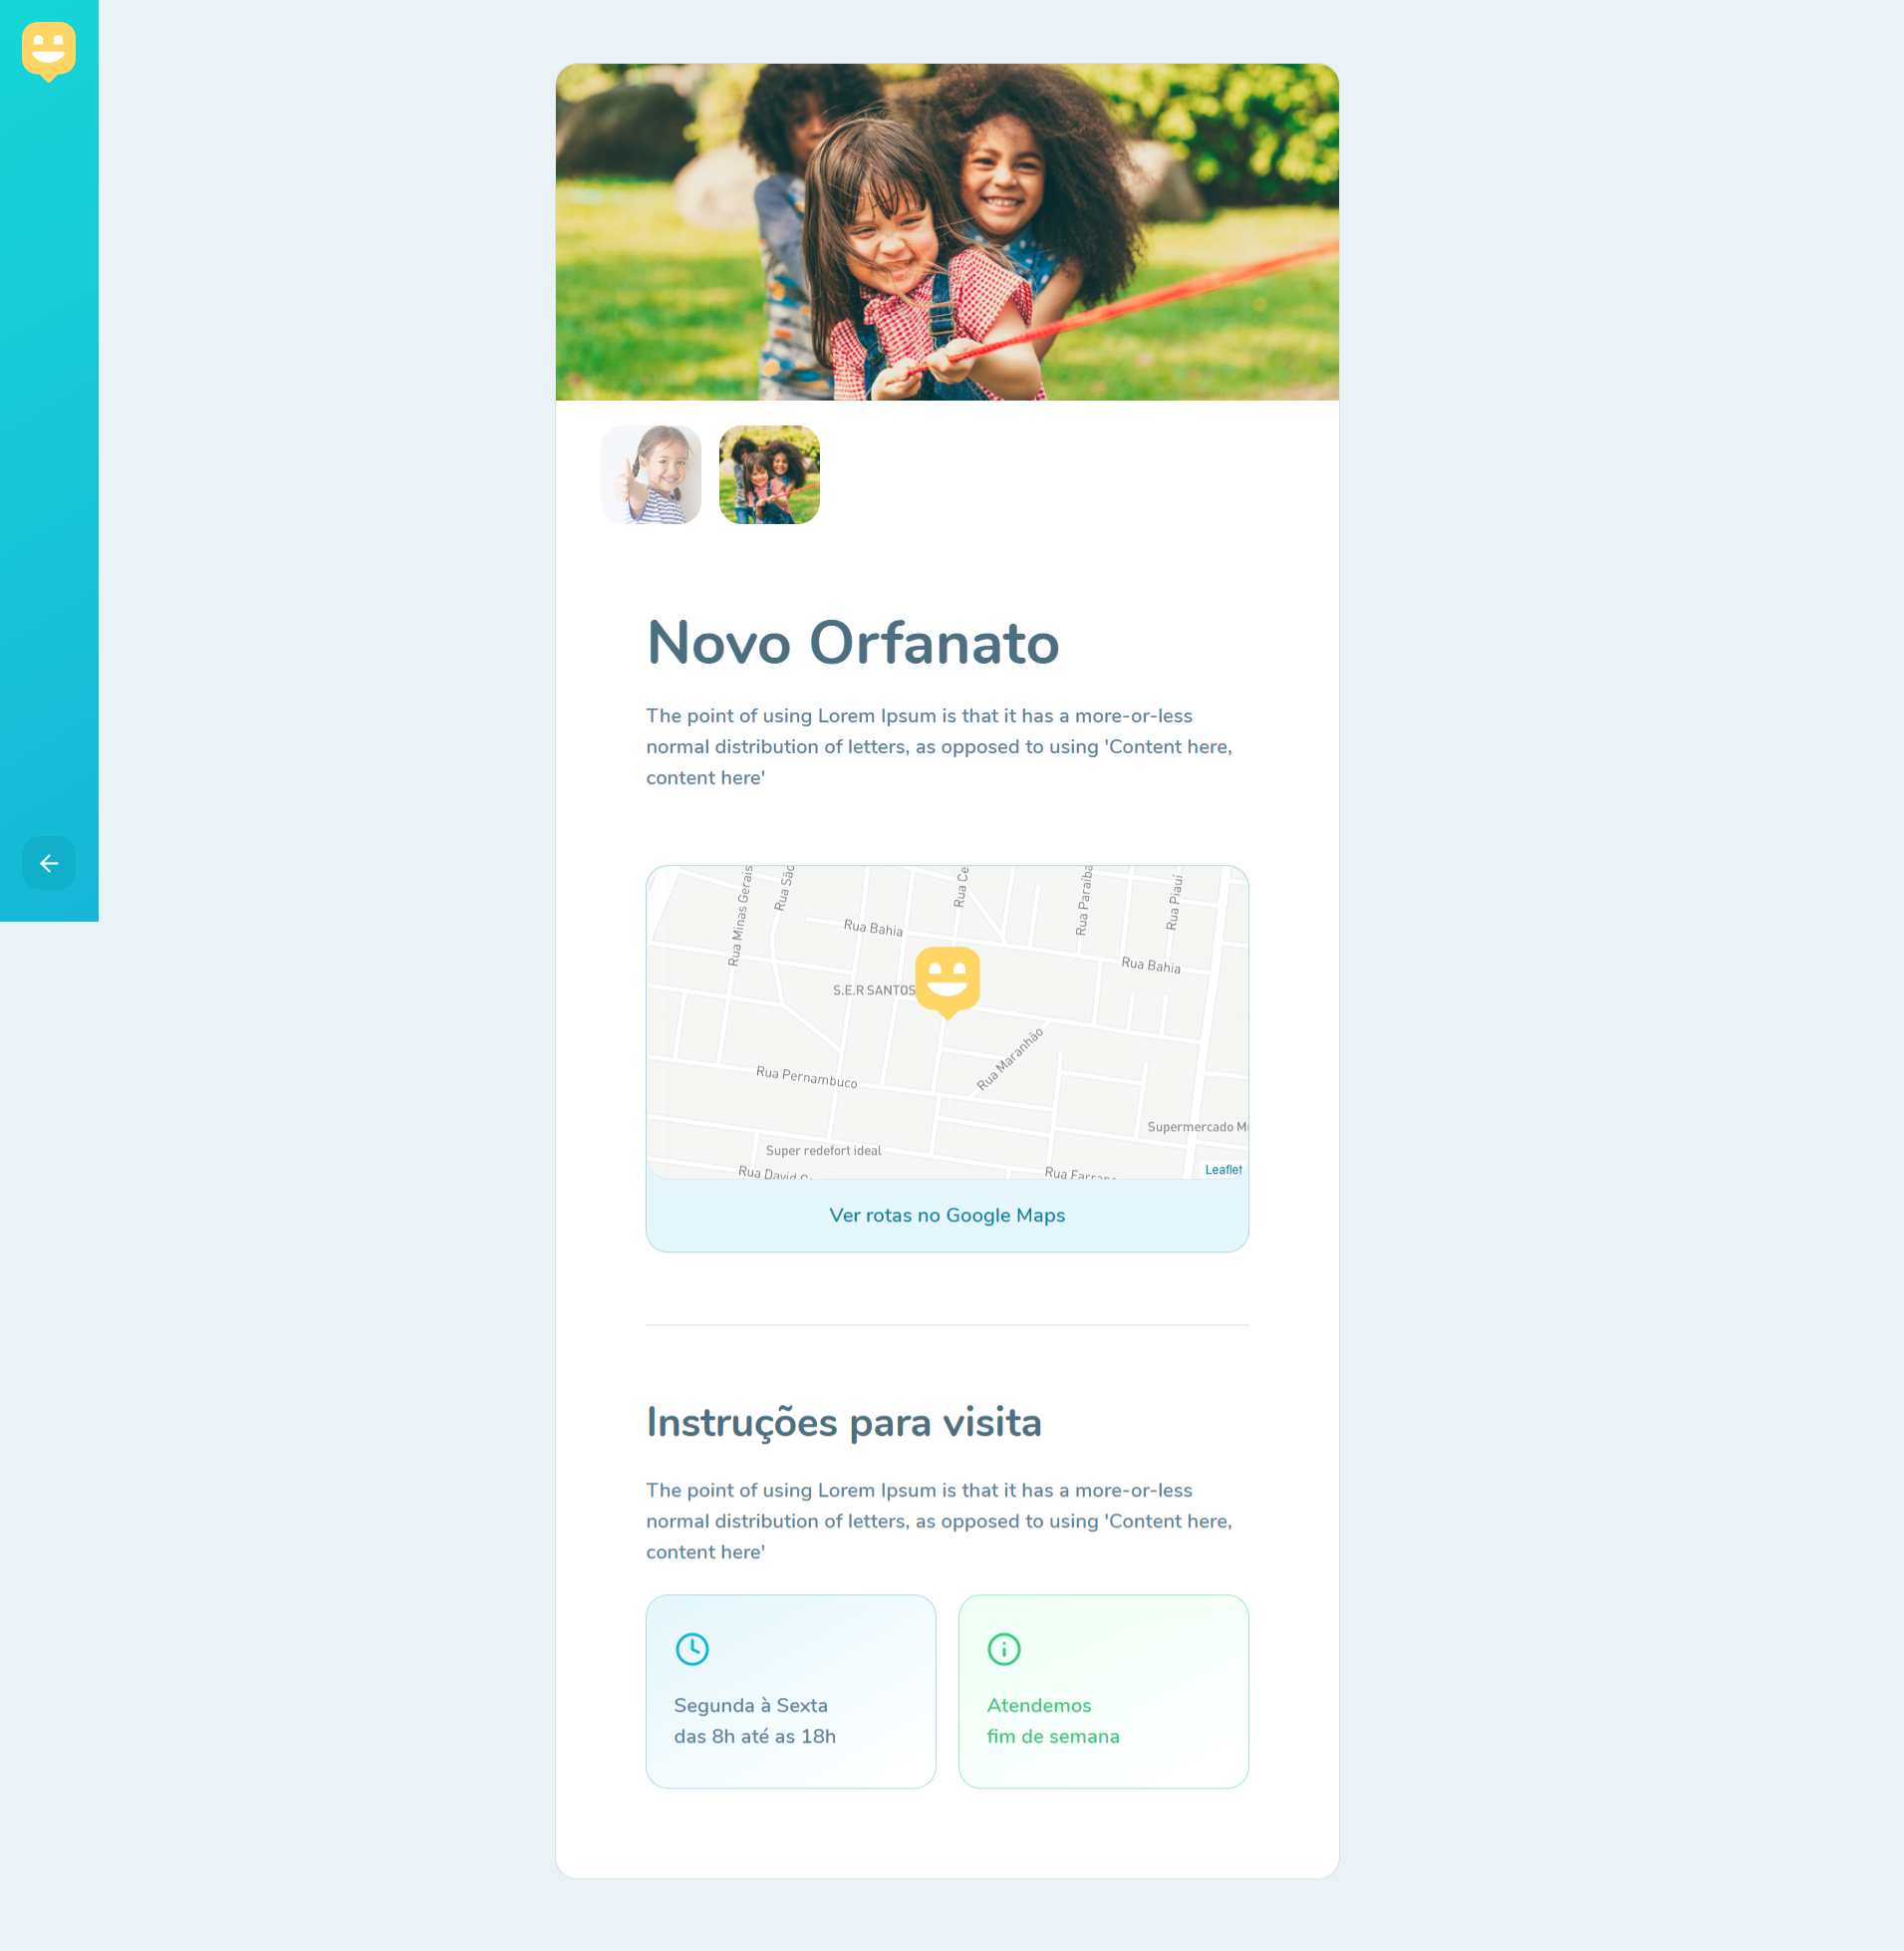 Novo Orfanato
The point of using Lorem Ipsum is that it has a more-or-less
normal distribution of letters, as opposed to using 'Content here,
content here'
Rua Minas Gerais
Rua São
Rua Ce
Rua Paraíba
Rua Piauí
Rua Bahia
Rua Bahia
S.E.R SANTOS
Rua Maranhão
Rua Pernambuco
Supermercado M
Super redefort ideal
Rua David
Rua Farrap
Leaflet
Ver rotas no Google Maps
Instruções para visita
The point of using Lorem Ipsum is that it has a more-or-less
normal distribution of letters, as opposed to using 'Content here,
content here'
Segunda à Sexta
das 8h até as 18h
Atendemos
fim de semana